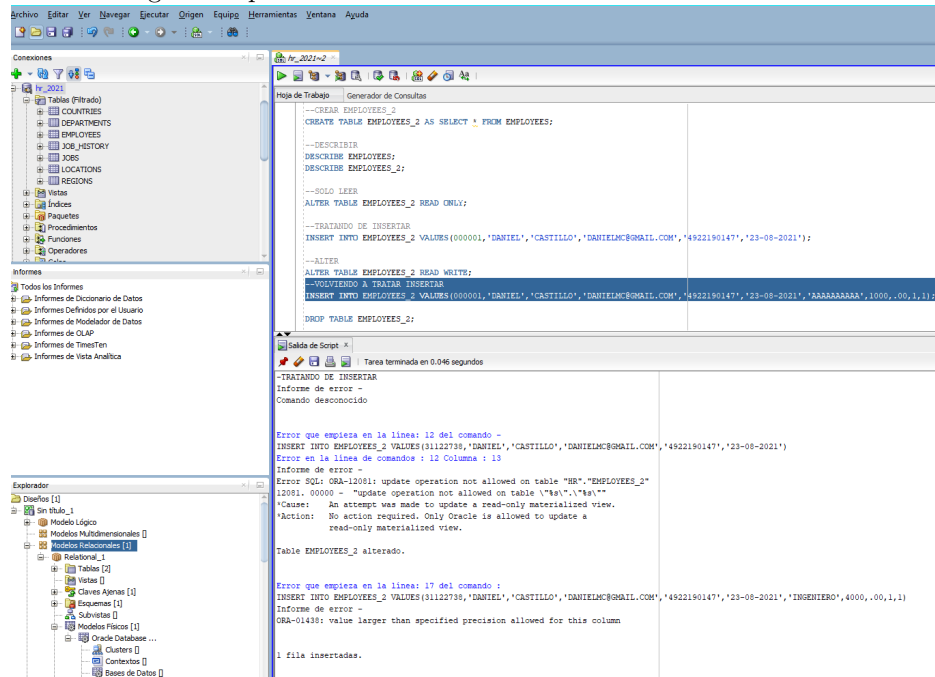 Archivo Editar Ver Navegar Ejecutar Origen Equipo Herramientas Ventana Ayuda
Conexiones
hr_2021
Tablas (Filtrado)
COUNTRIES
DEPARTMENTS
EMPLOYEES
JOB_HISTORY
JOBS
LOCATIONS
REGIONS
Vistas
Índices
Paquetes
Procedimientos
Funciones
Operadores
Informes
Todos los Informes
Informes de Diccionario de Datos
Informes Definidos por el Usuario
Informes de Modelador de Datos
Informes de OLAP
Informes de TimesTen
Informes de Vista Analítica
Explorador
Diseños [1]
Sin título_1
Modelo Lógico
Modelos Multidimensionales []
Modelos Relacionales [1]
Relational_1
Tablas [2]
Vistas []
Claves Ajenas [1]
Esquemas [1]
Subvistas []
Modelos Físicos [1]
Oracle Database ...
Clusters []
Contextos []
Bases de Datos []
hr_2021~2
Hoja de Trabajo Generador de Consultas
--CREAR EMPLOYEES_2
CREATE TABLE EMPLOYEES_2 AS SELECT * FROM EMPLOYEES;
--DESCRIBIR
DESCRIBE EMPLOYEES;
DESCRIBE EMPLOYEES_2;
--SOLO LEER
ALTER TABLE EMPLOYEES_2 READ ONLY;
--TRATANDO DE INSERTAR
INSERT INTO EMPLOYEES_2 VALUES(000001,'DANIEL','CASTILLO','DANIELMC@GMAIL.COM','4922190147','23-08-2021');
--ALTER
ALTER TABLE EMPLOYEES_2 READ WRITE;
--VOLVIENDO A TRATAR INSERTAR
INSERT INTO EMPLOYEES_2 VALUES(000001,'DANIEL','CASTILLO','DANIELMC@GMAIL.COM','4922190147','23-08-2021','AAAAAAAAAA',1000,.00,1,1);
DROP TABLE EMPLOYEES_2;
Salida de Script x
Tarea terminada en 0.046 segundos
-TRATANDO DE INSERTAR
Informe de error -
Comando desconocido
Error que empieza en la línea: 12 del comando -
INSERT INTO EMPLOYEES_2 VALUES(31122738,'DANIEL','CASTILLO','DANIELMC@GMAIL.COM','4922190147','23-08-2021')
Error en la línea de comandos : 12 Columna : 13
Informe de error -
Error SQL: ORA-12081: update operation not allowed on table "HR"."EMPLOYEES_2"
12081. 00000 - "update operation not allowed on table \"%s\".\"%s\""
*Cause: An attempt was made to update a read-only materialized view.
*Action: No action required. Only Oracle is allowed to update a
read-only materialized view.
Table EMPLOYEES_2 alterado.
Error que empieza en la línea: 17 del comando :
INSERT INTO EMPLOYEES_2 VALUES(31122738,'DANIEL','CASTILLO','DANIELMC@GMAIL.COM','4922190147','23-08-2021','INGENIERO',4000,.00,1,1)
Informe de error -
ORA-01438: value larger than specified precision allowed for this column
1 fila insertadas.